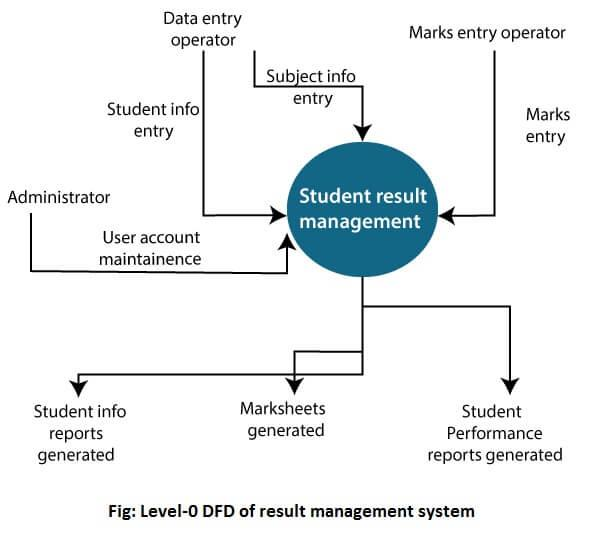 Data entry
operator
Marks entry operator
Subject info
entry
Student info
entry
Marks
entry
Student result
management
Administrator
User account
maintainence
Student info
reports
generated
Marksheets
generated
Student
Performance
reports generated
Fig: Level-0 DFD of result management system